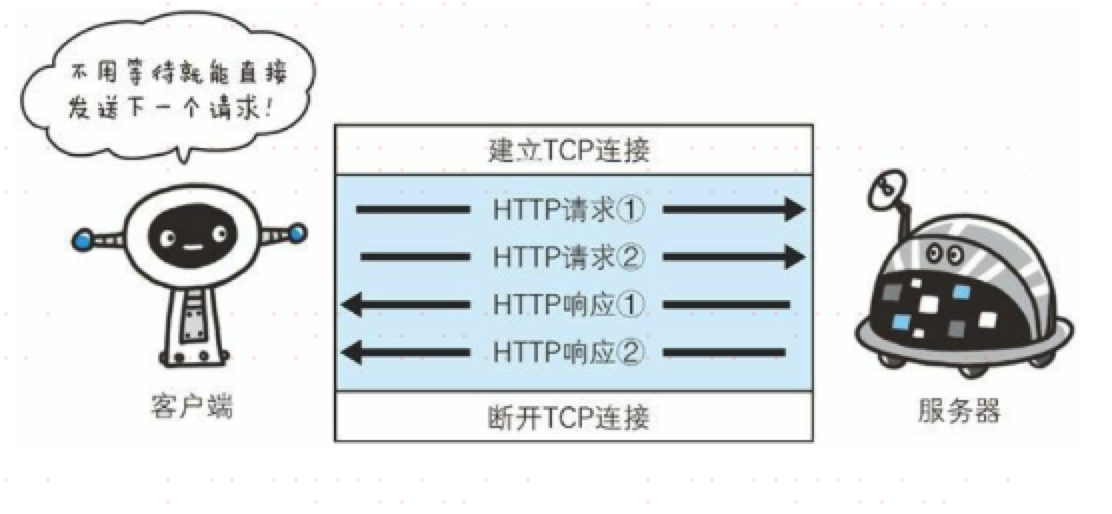 不用等待就能直接
发送下一个请求!
建立TCP连接
HTTP请求①
HTTP请求②
HTTP响应①
HTTP响应②
断开TCP连接
客户端
服务器